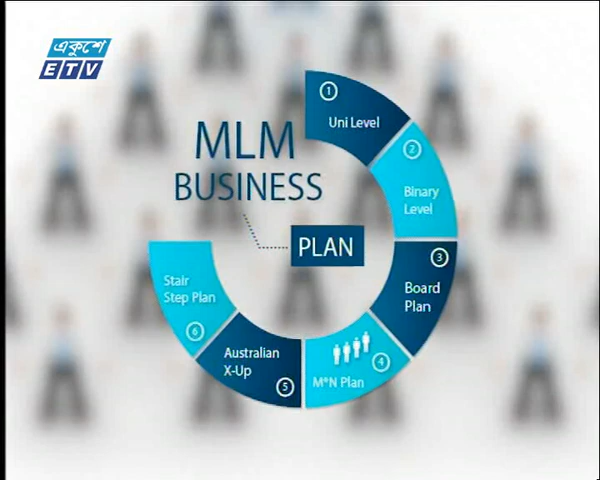 একুশে
ETV
MLM
BUSINESS
PLAN
1
Uni Level
2
Binary
Level
3
Board
Plan
4
M*N Plan
5
Australian
X-Up
6
Stair
Step Plan